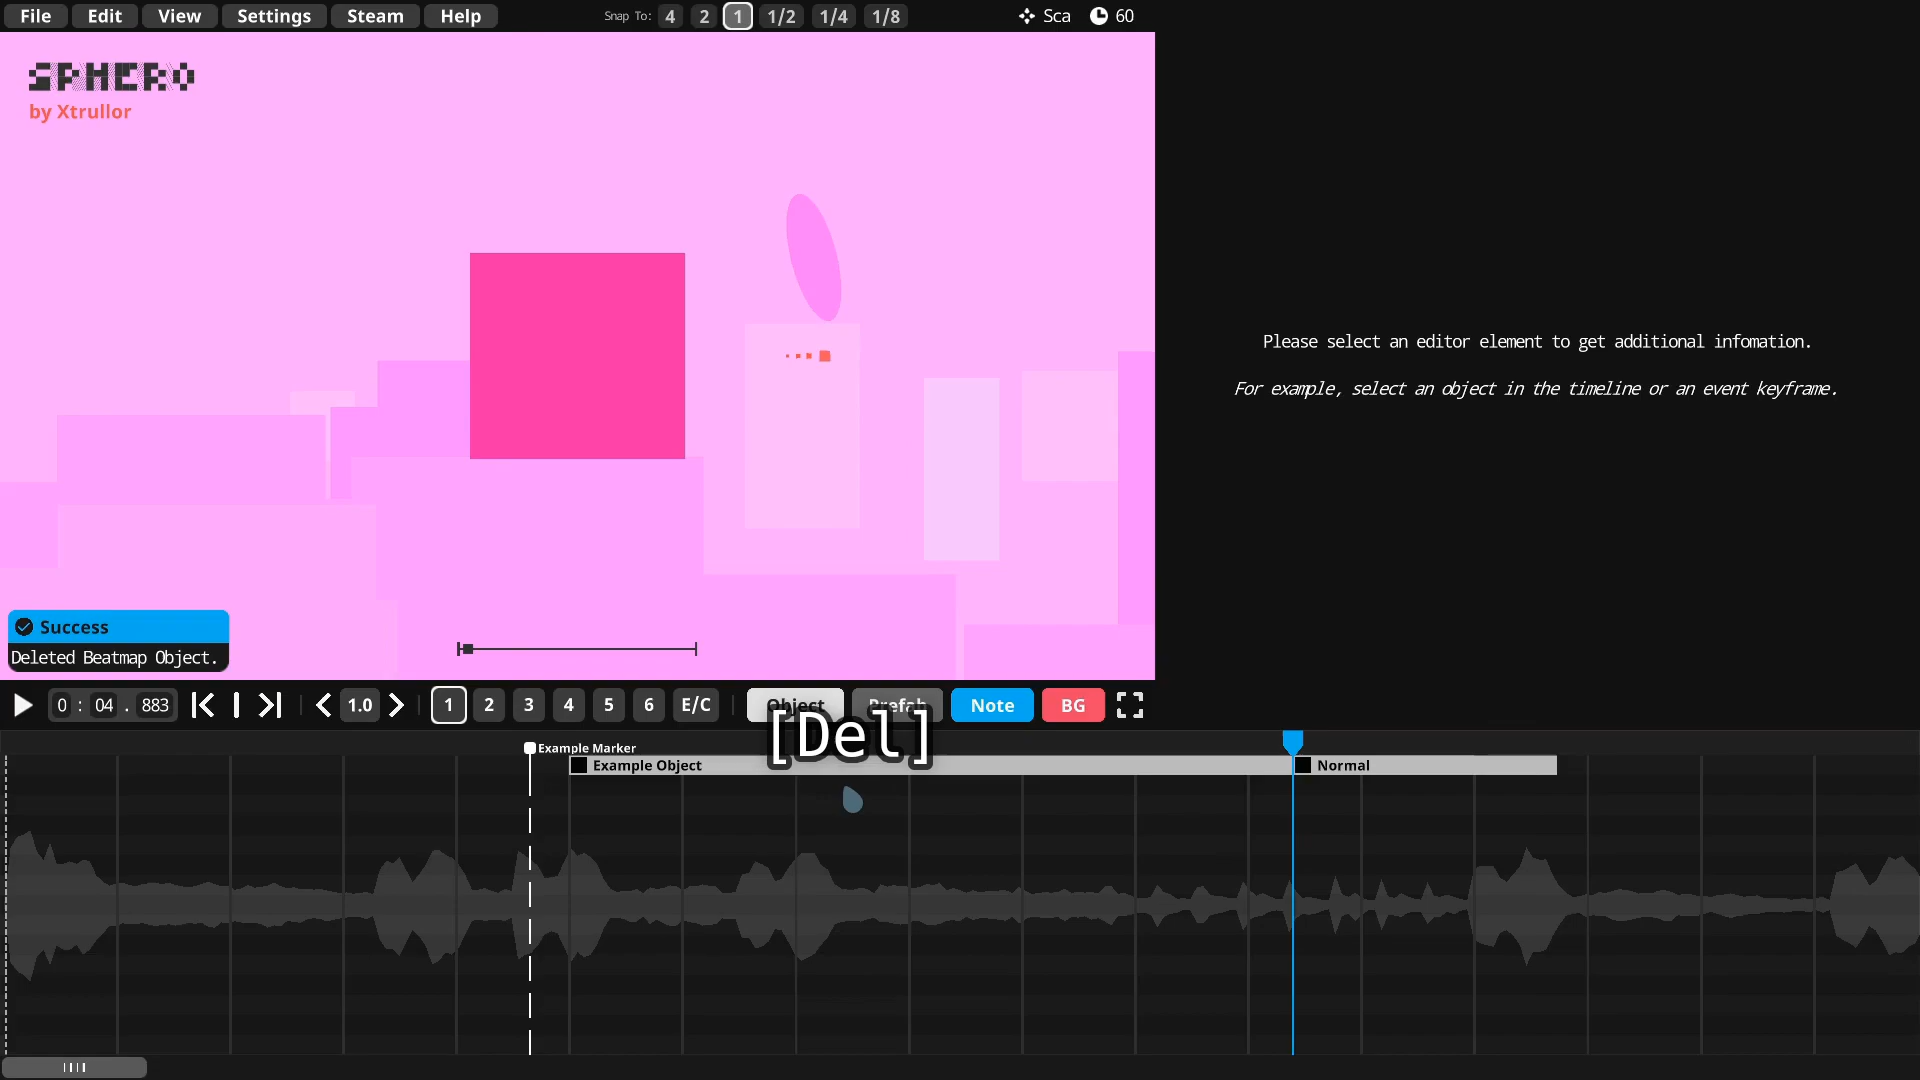 File Edit View Settings Steam Help Snap To: 4 2 1 1/2 1/4 1/8 Sca 60
SPHERO
by Xtrullor
Please select an editor element to get additional infomation.
For example, select an object in the timeline or an event keyframe.
Success
Deleted Beatmap Object.
0 : 04 . 883 1.0 1 2 3 4 5 6 E/C Object Prefab Note BG
[Del]
Example Marker
Example Object Normal